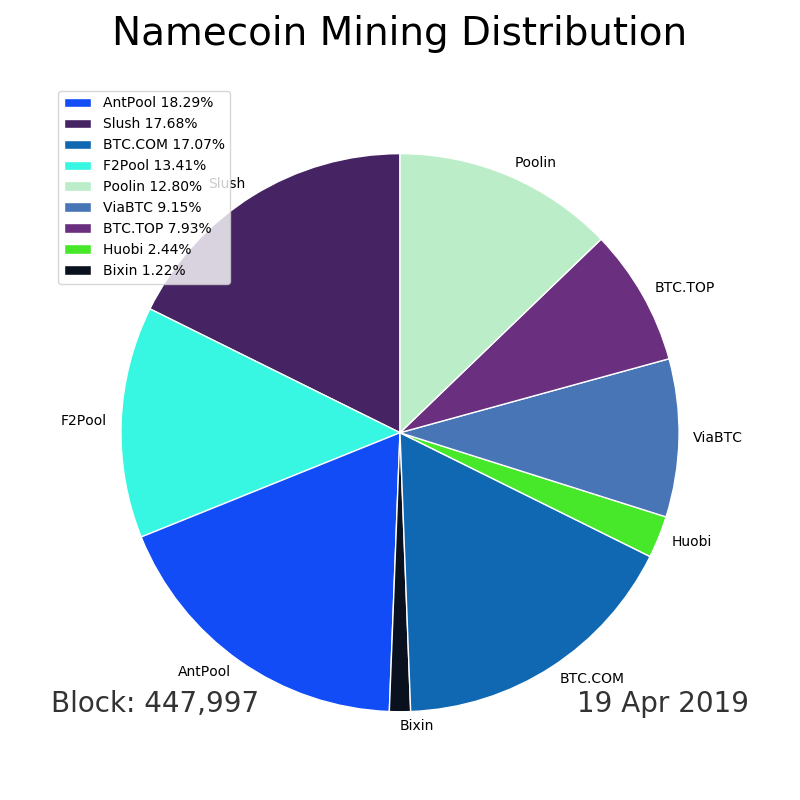 Namecoin Mining Distribution
AntPool 18.29%
Slush 17.68%
BTC.COM 17.07%
F2Pool 13.41%
Poolin 12.80%
ViaBTC 9.15%
BTC.TOP 7.93%
Huobi 2.44%
Bixin 1.22%
Poolin
Slush
BTC.TOP
F2Pool
ViaBTC
Huobi
AntPool
BTC.COM
Block: 447,997
19 Apr 2019
Bixin